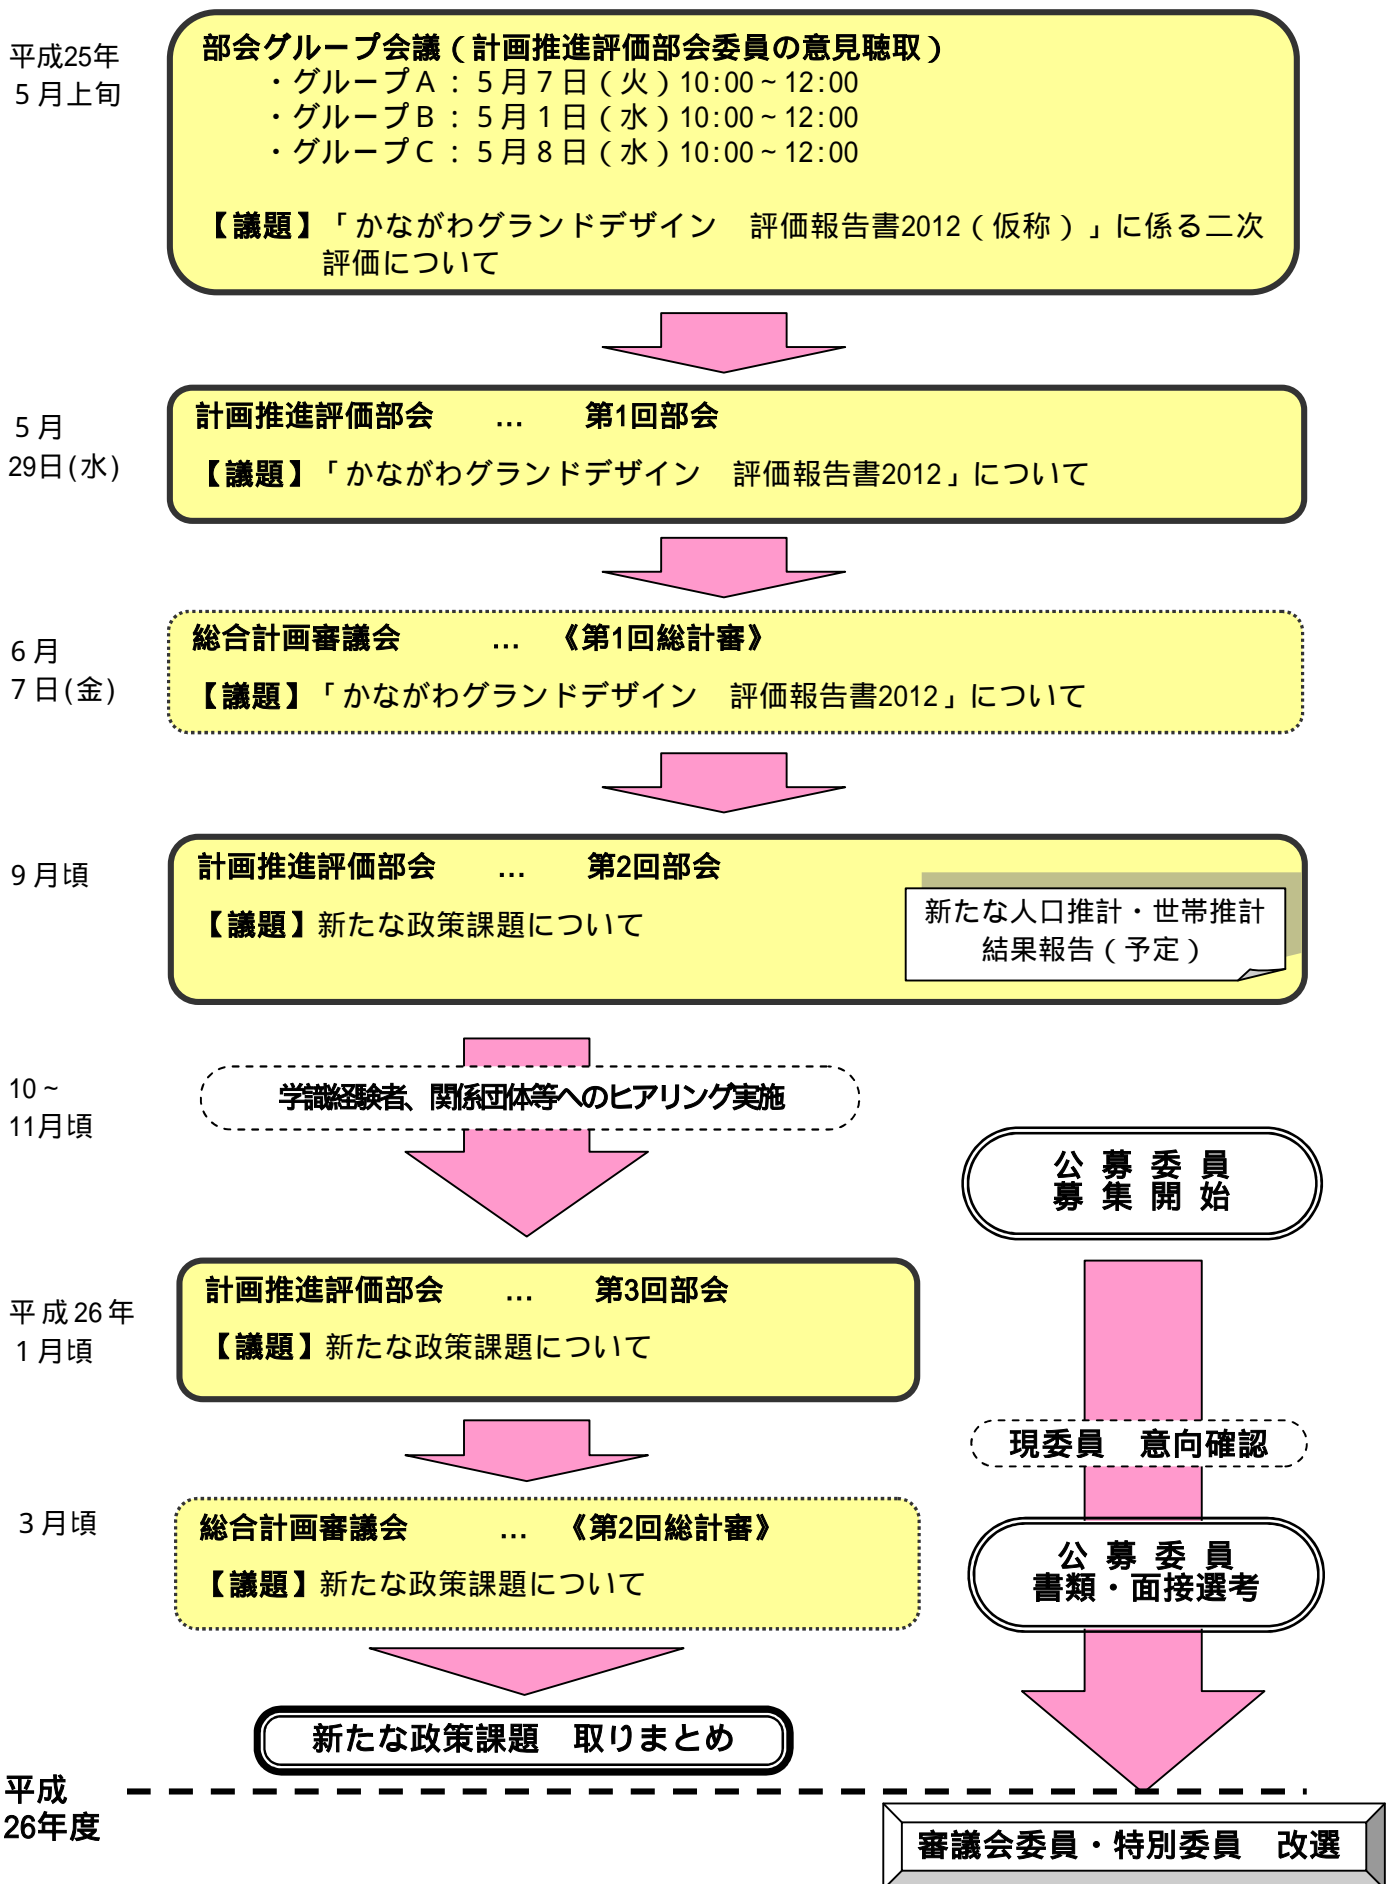 平成25年
5月上旬
部会グループ会議(計画推進評価部会委員の意見聴取)
・グループA：5月7日(火)10:00~12:00
・グループB：5月1日(水)10:00~12:00
・グループC：5月8日(水)10:00~12:00
【議題】「かながわグランドデザイン　評価報告書2012(仮称)」に係る二次
評価について
5月
29日(水)
計画推進評価部会　…　第1回部会
【議題】「かながわグランドデザイン　評価報告書2012」について
6月
7日(金)
総合計画審議会　…　《第1回総計審》
【議題】「かながわグランドデザイン　評価報告書2012」について
9月頃
計画推進評価部会　…　第2回部会
【議題】新たな政策課題について
新たな人口推計・世帯推計
結果報告(予定)
10~
11月頃
学識経験者、関係団体等へのヒアリング実施
公募委員
募集開始
平成26年
1月頃
計画推進評価部会　…　第3回部会
【議題】新たな政策課題について
現委員　意向確認
3月頃
総合計画審議会　…　《第2回総計審》
【議題】新たな政策課題について
公募委員
書類・面接選考
新たな政策課題　取りまとめ
平成
26年度
審議会委員・特別委員　改選